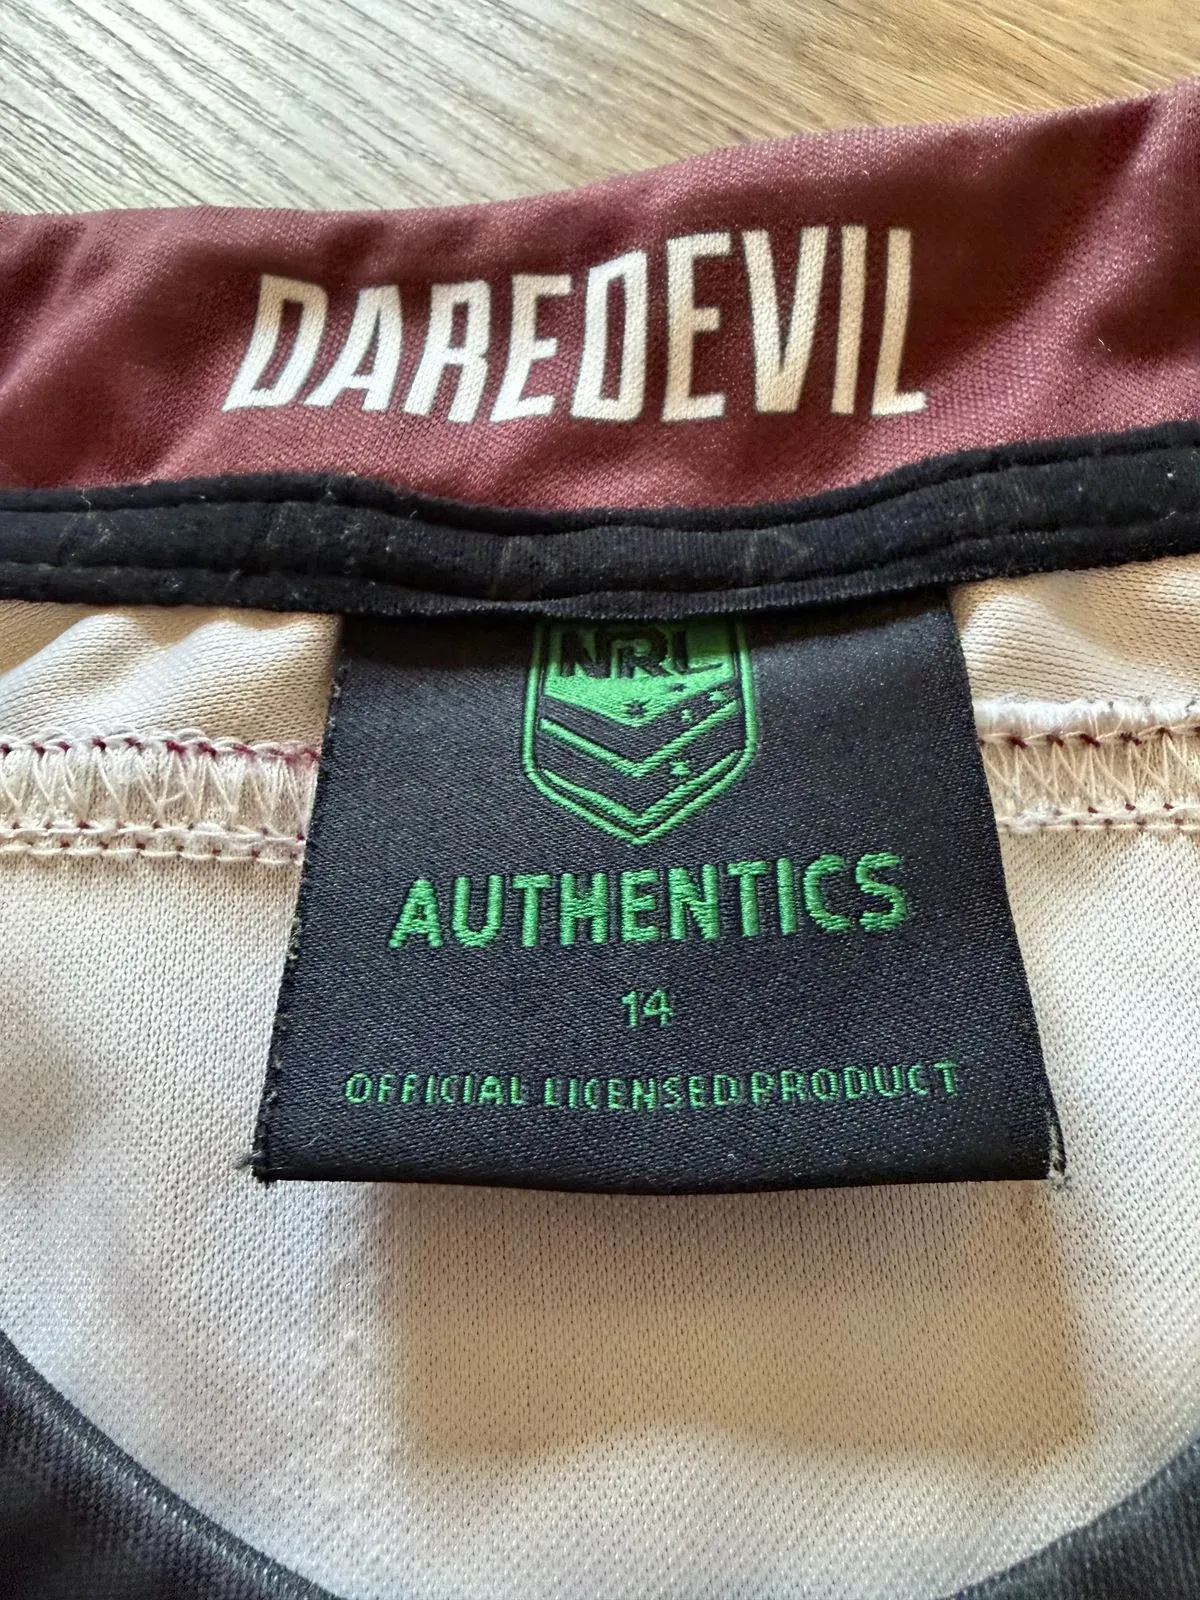 DAREDEVIL
NRL
AUTHENTICS
14
OFFICIAL LICENSED PRODUCT